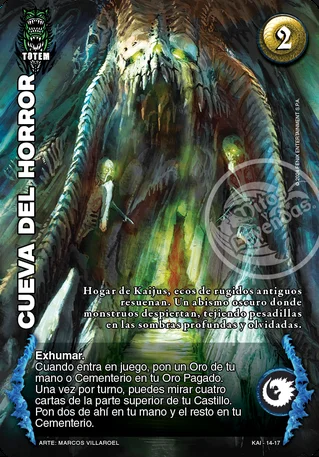 TOTEM
2
CUEVA DEL HORROR
© 2024 FENIX ENTERTAINMENT S.P.A.
Hogar de Kaijus, ecos de rugidos antiguos
resuenan. Un abismo oscuro donde
monstruos despiertan, tejiendo pesadillas
en las sombras profundas y olvidadas.
Exhumar.
Cuando entra en juego, pon un Oro de tu
mano o Cementerio en tu Oro Pagado.
Una vez por turno, puedes mirar cuatro
cartas de la parte superior de tu Castillo.
Pon dos de ahí en tu mano y el resto en tu
Cementerio.
ARTE: MARCOS VILLAROEL
KAI - 14-17